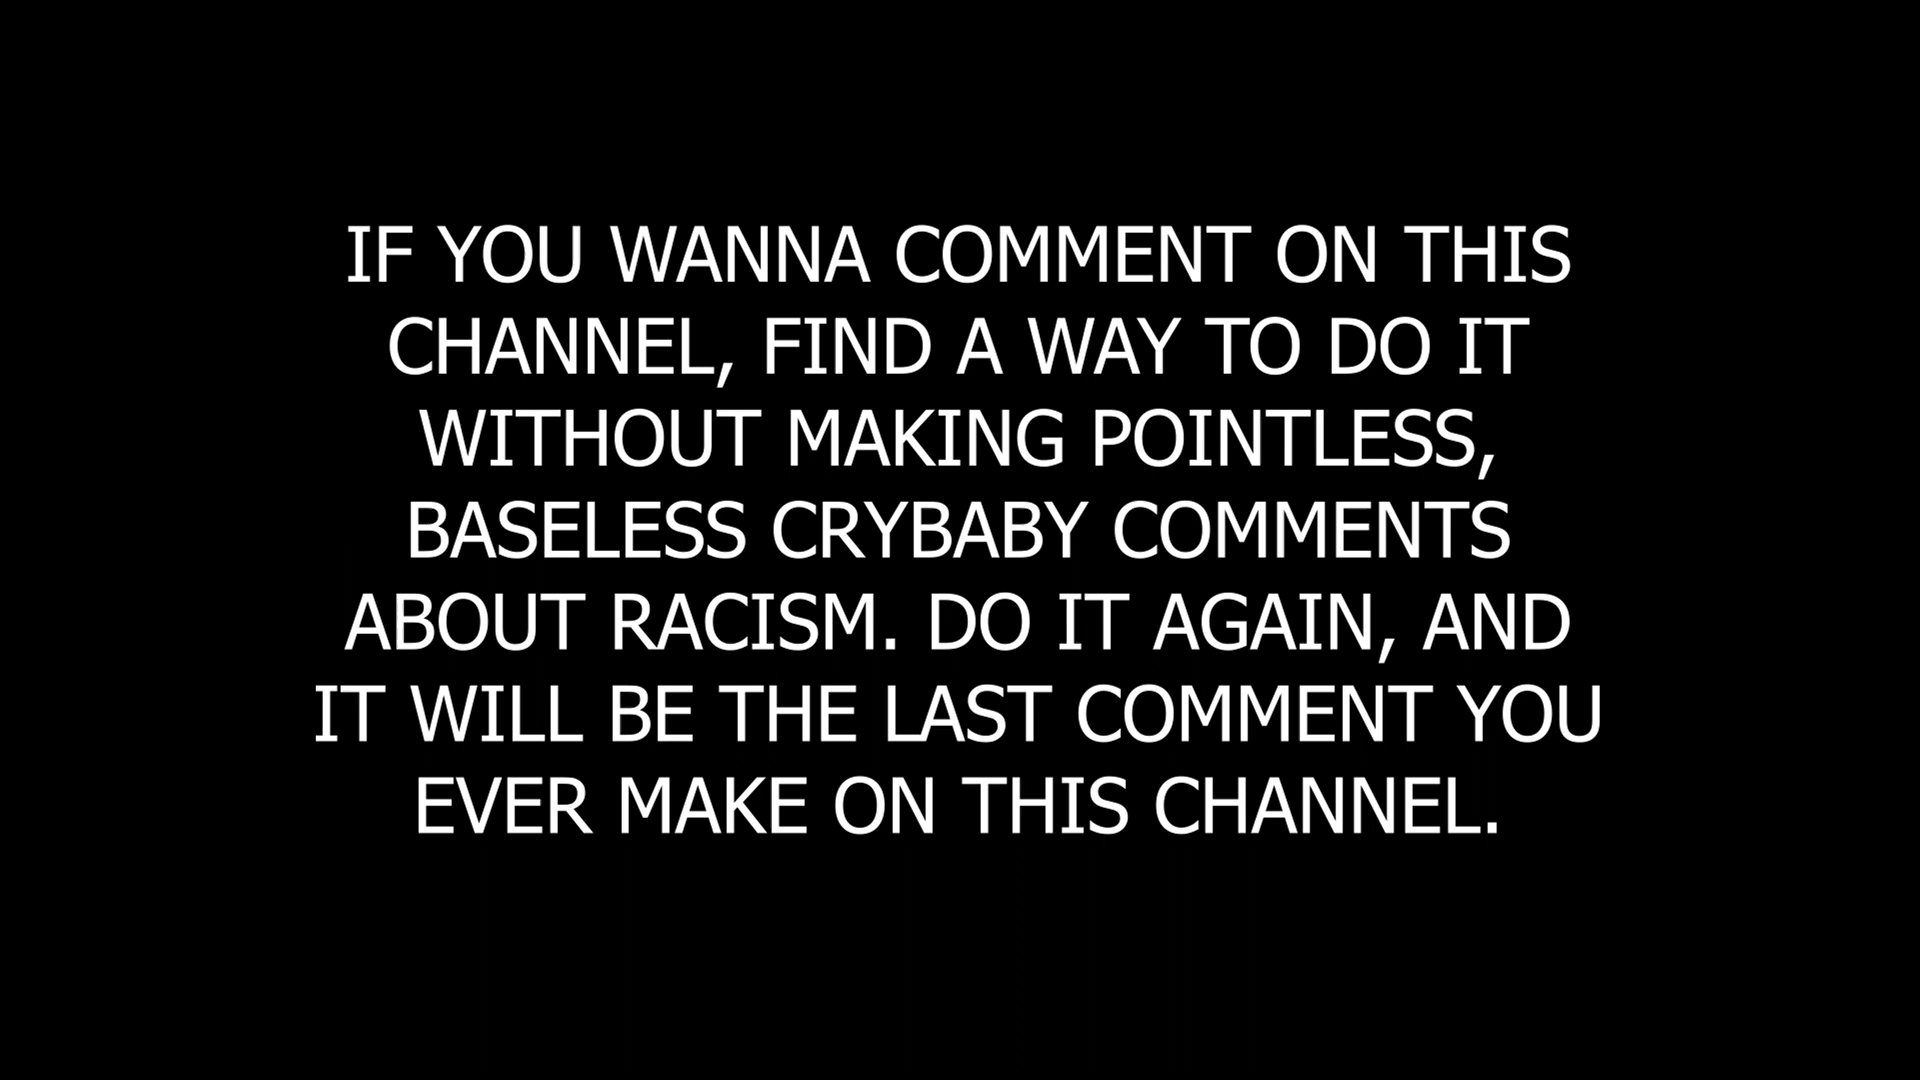 IF YOU WANNA COMMENT ON THIS
CHANNEL, FIND A WAY TO DO IT
WITHOUT MAKING POINTLESS,
BASELESS CRYBABY COMMENTS
ABOUT RACISM. DO IT AGAIN, AND
IT WILL BE THE LAST COMMENT YOU
EVER MAKE ON THIS CHANNEL.